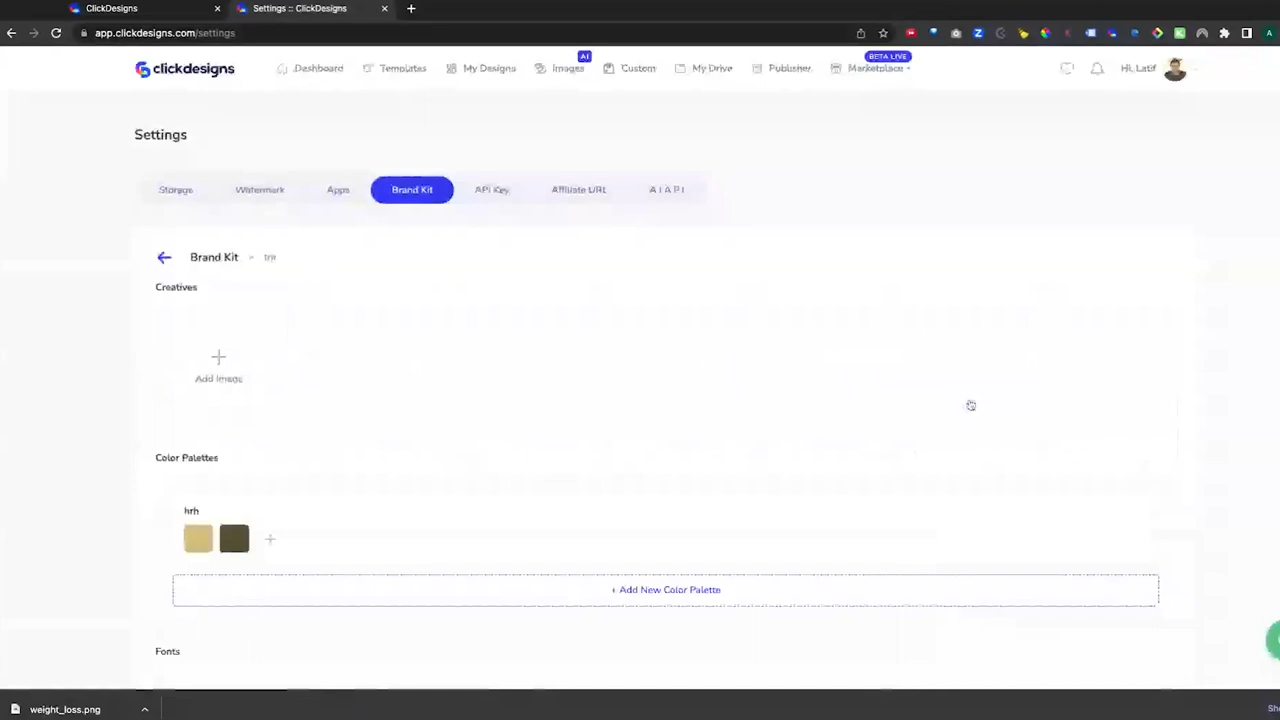 ClickDesigns
Settings :: ClickDesigns
app.clickdesigns.com/settings
clickdesigns
Dashboard
Templates
My Designs
AI
Images
Custom
My Drive
Publisher
BETA LIVE
Marketplace
Hi, Latif
Settings
Storage
Watermark
Apps
Brand Kit
API Key
Affiliate URL
A I A P I
Brand Kit
Creatives
Add Image
Color Palettes
hrh
+ Add New Color Palette
Fonts
weight_loss.png